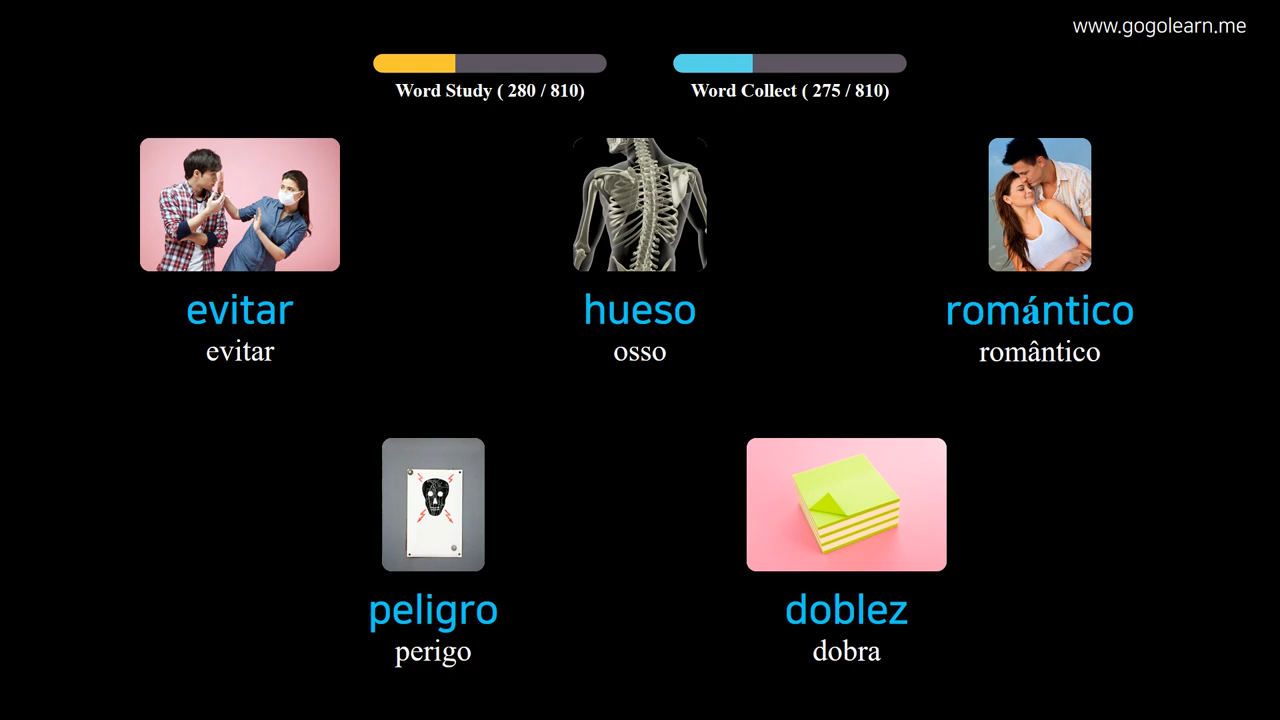 www.gogolearn.me
Word Study ( 280 / 810)
Word Collect ( 275 / 810)
evitar
evitar
hueso
osso
romántico
romântico
peligro
perigo
doblez
dobra